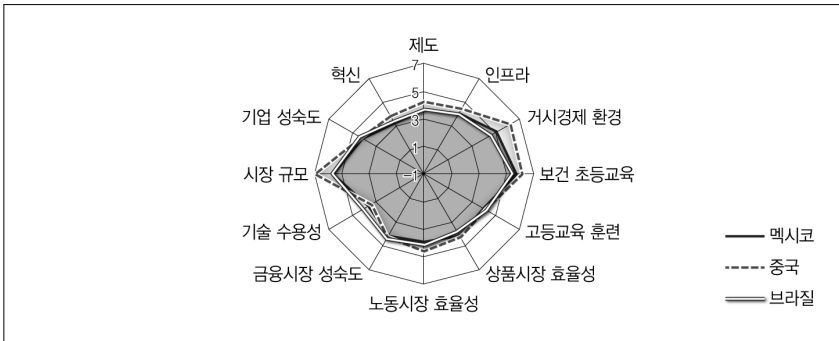 제도
인프라
거시경제 환경
보건 초등교육
고등교육 훈련
상품시장 효율성
노동시장 효율성
금융시장 성숙도
기술 수용성
시장 규모
기업 성숙도
혁신
7
5
3
1
-1
멕시코
중국
브라질